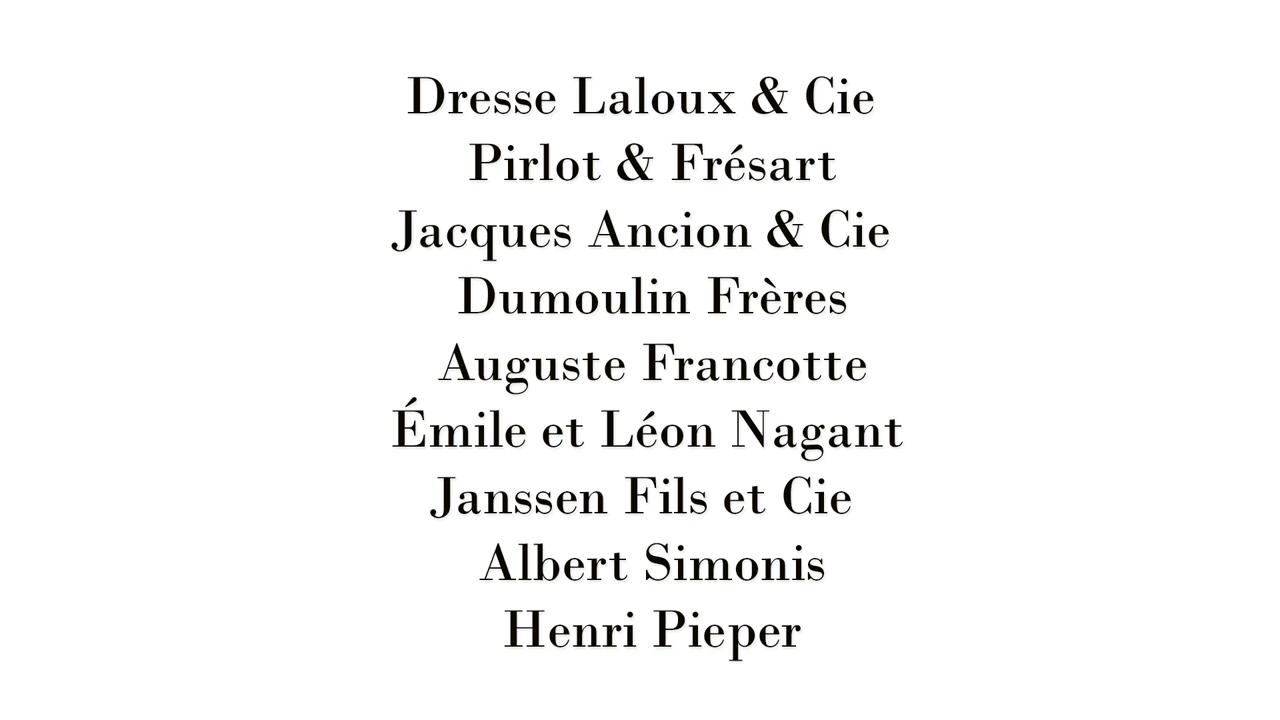 Dresse Laloux & Cie
Pirlot & Frésart
Jacques Ancion & Cie
Dumoulin Frères
Auguste Francotte
Émile et Léon Nagant
Janssen Fils et Cie
Albert Simonis
Henri Pieper